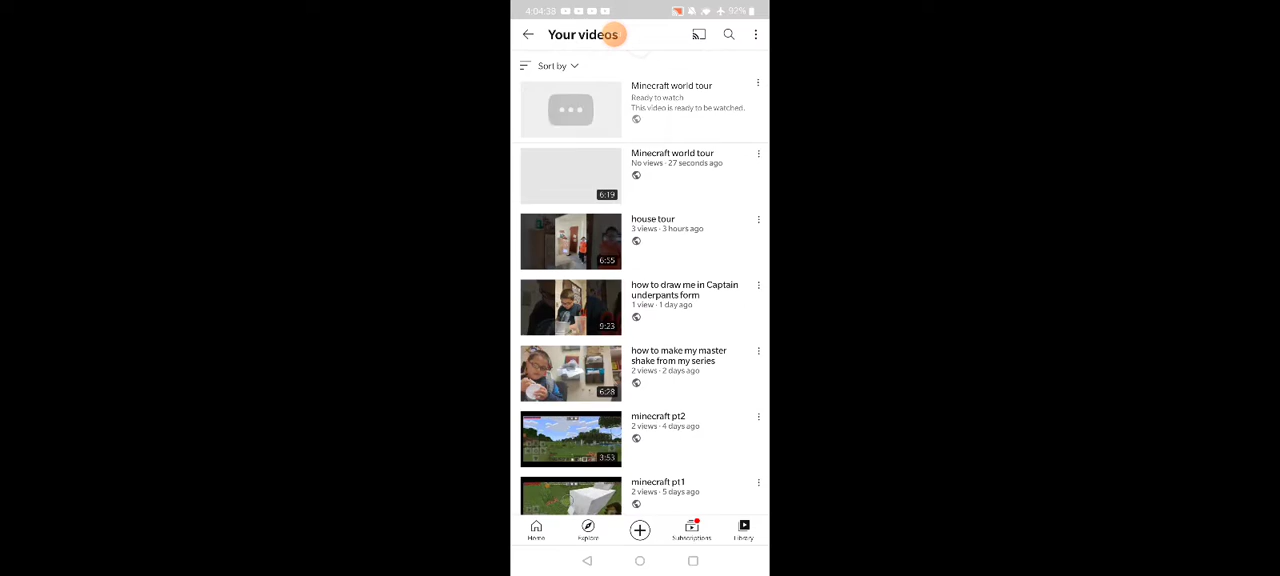 4:04:38
92%
Your videos
Sort by
Minecraft world tour
Ready to watch
This video is ready to be watched.
Minecraft world tour
No views · 27 seconds ago
6:19
house tour
3 views · 3 hours ago
6:55
how to draw me in Captain
underpants form
1 view · 1 day ago
9:23
how to make my master
shake from my series
2 views · 2 days ago
6:28
minecraft pt2
2 views · 4 days ago
3:53
minecraft pt1
2 views · 5 days ago
Home
Explore
Subscriptions
Library